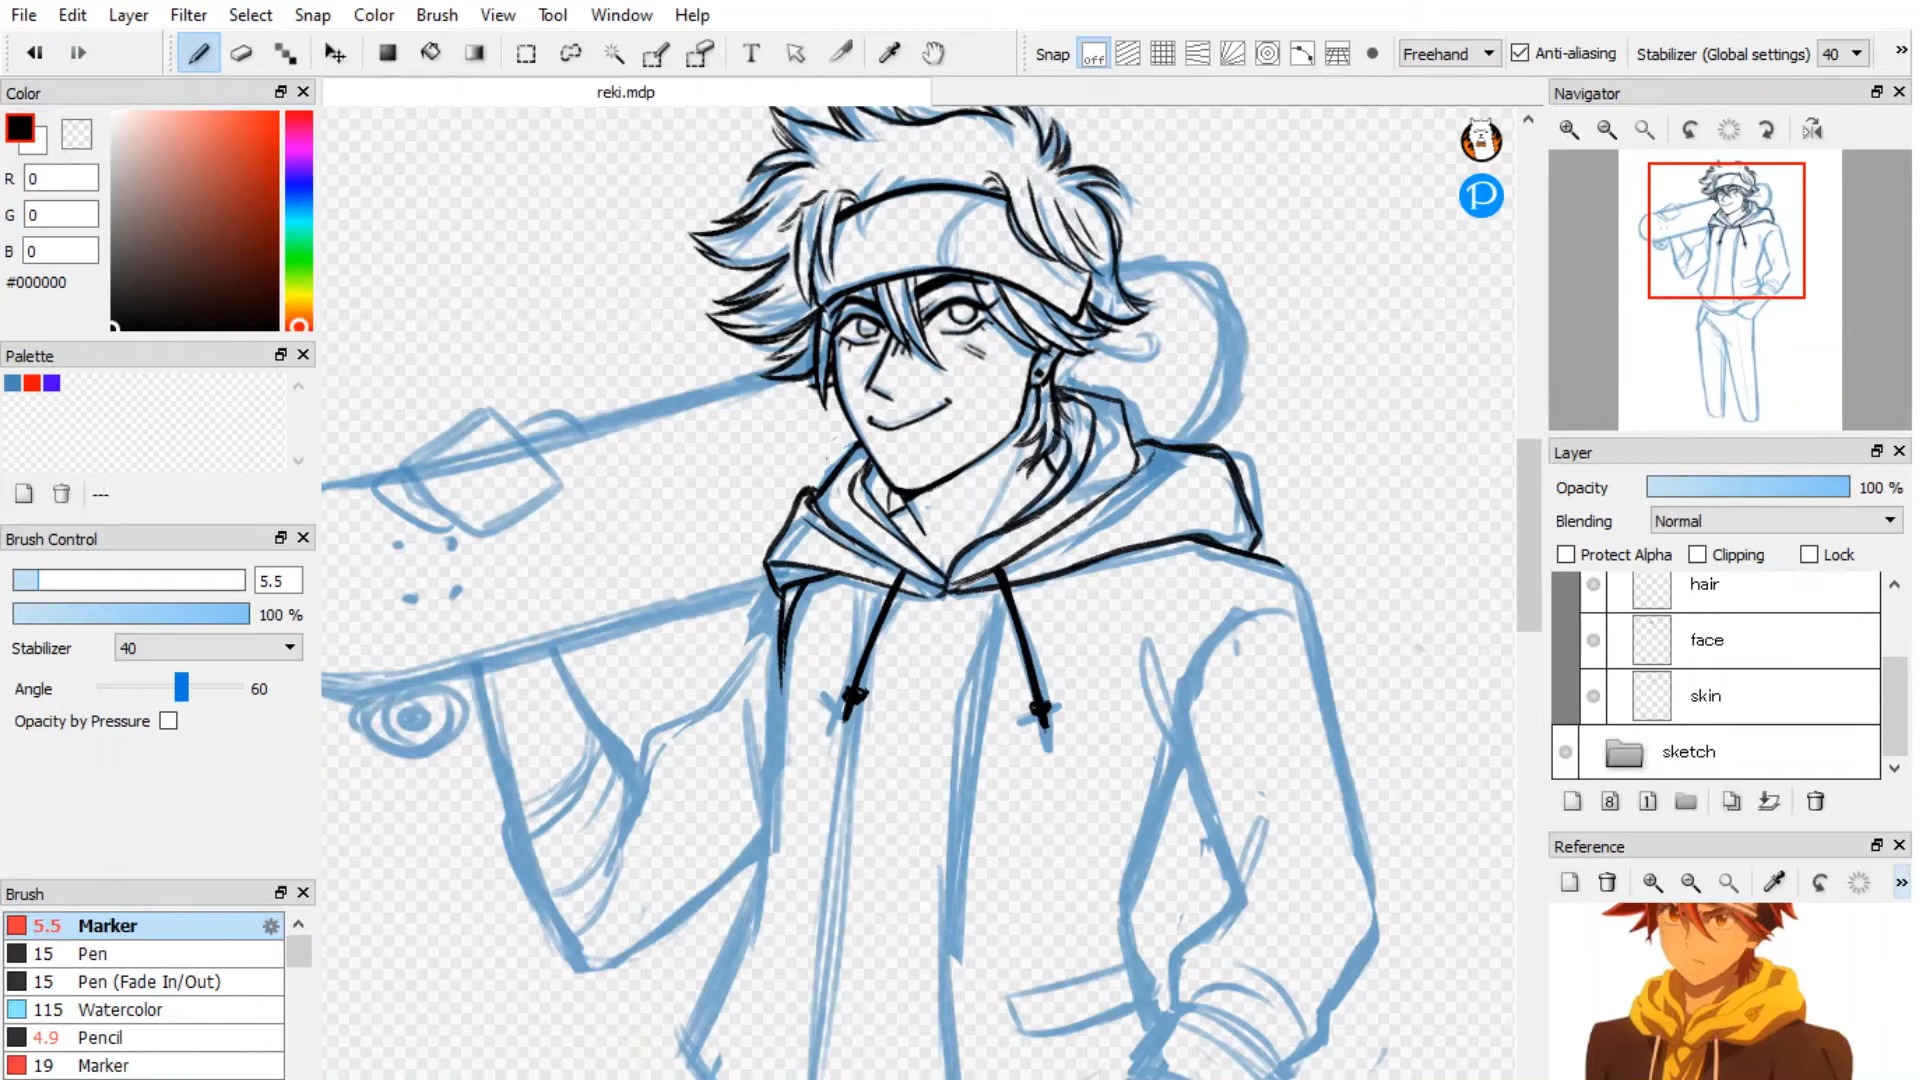 File Edit Layer Filter Select Snap Color Brush View Tool Window Help
Snap off Freehand Anti-aliasing Stabilizer (Global settings) 40 »
Color
reki.mdp
Navigator
R 0
G 0
B 0
#000000
P
Palette
---
Brush Control
5.5
100 %
Stabilizer 40
Angle 60
Opacity by Pressure
Layer
Opacity 100 %
Blending Normal
Protect Alpha Clipping Lock
hair
face
skin
sketch
8 1
Reference
»
Brush
5.5 Marker
15 Pen
15 Pen (Fade In/Out)
115 Watercolor
4.9 Pencil
19 Marker